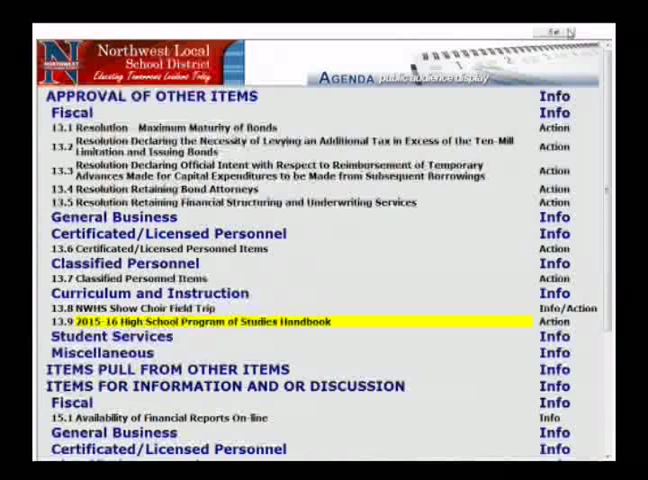 Northwest Local
School District
Educating Tomorrows Leaders Today
NORTHWEST
AGENDA public audience display
APPROVAL OF OTHER ITEMS Info
Fiscal Info
13.1 Resolution - Maximum Maturity of Bonds Action
13.2 Resolution Declaring the Necessity of Levying an Additional Tax in Excess of the Ten-Mill
Limitation and Issuing Bonds Action
13.3 Resolution Declaring Official Intent with Respect to Reimbursement of Temporary
Advances Made for Capital Expenditures to be Made from Subsequent Borrowings Action
13.4 Resolution Retaining Bond Attorneys Action
13.5 Resolution Retaining Financial Structuring and Underwriting Services Action
General Business Info
Certificated/Licensed Personnel Info
13.6 Certificated/Licensed Personnel Items Action
Classified Personnel Info
13.7 Classified Personnel Items Action
Curriculum and Instruction Info
13.8 NWHS Show Choir Field Trip Info/Action
13.9 2015-16 High School Program of Studies Handbook Action
Student Services Info
Miscellaneous Info
ITEMS PULL FROM OTHER ITEMS Info
ITEMS FOR INFORMATION AND OR DISCUSSION Info
Fiscal Info
15.1 Availability of Financial Reports On-line Info
General Business Info
Certificated/Licensed Personnel Info